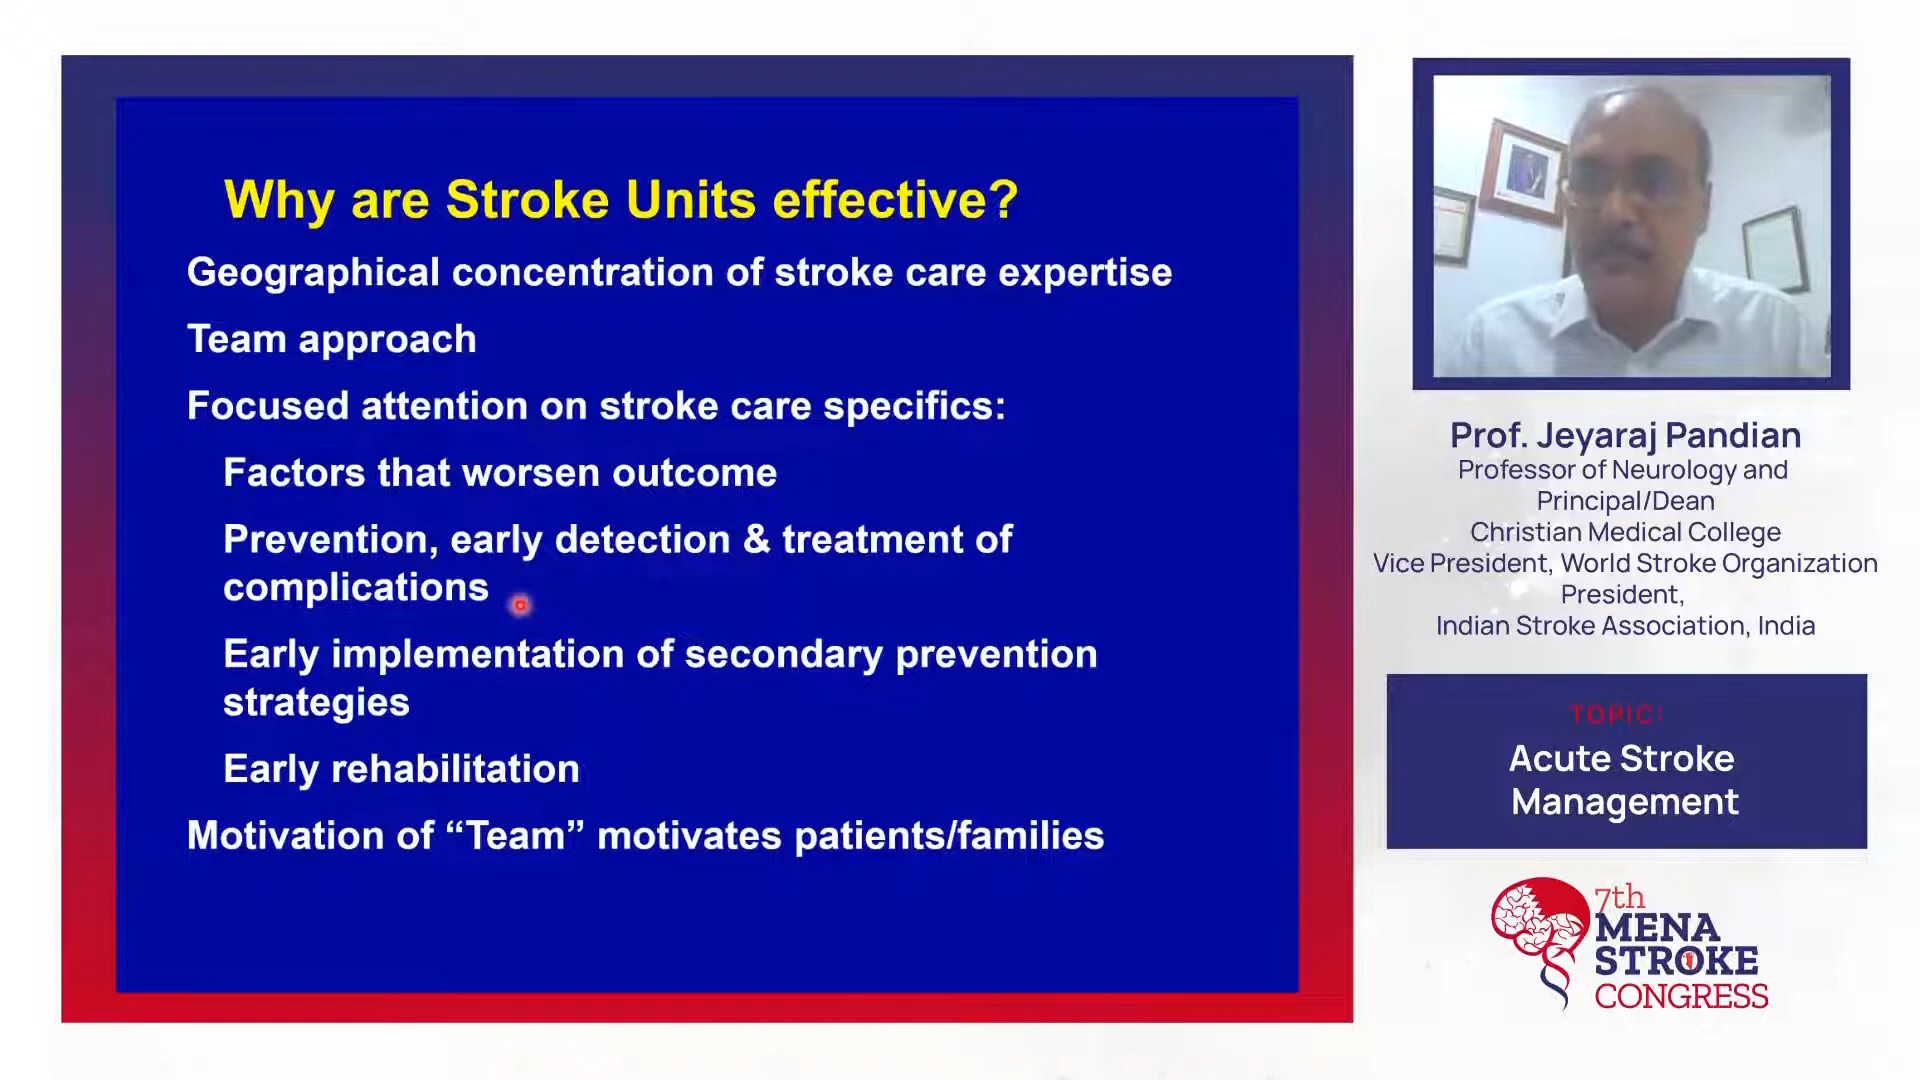 Why are Stroke Units effective?
Geographical concentration of stroke care expertise
Team approach
Focused attention on stroke care specifics:
Factors that worsen outcome
Prevention, early detection & treatment of
complications
Early implementation of secondary prevention
strategies
Early rehabilitation
Motivation of “Team” motivates patients/families
Prof. Jeyaraj Pandian
Professor of Neurology and
Principal/Dean
Christian Medical College
Vice President, World Stroke Organization
President,
Indian Stroke Association, India
TOPIC:
Acute Stroke
Management
7th
MENA
STROKE
CONGRESS